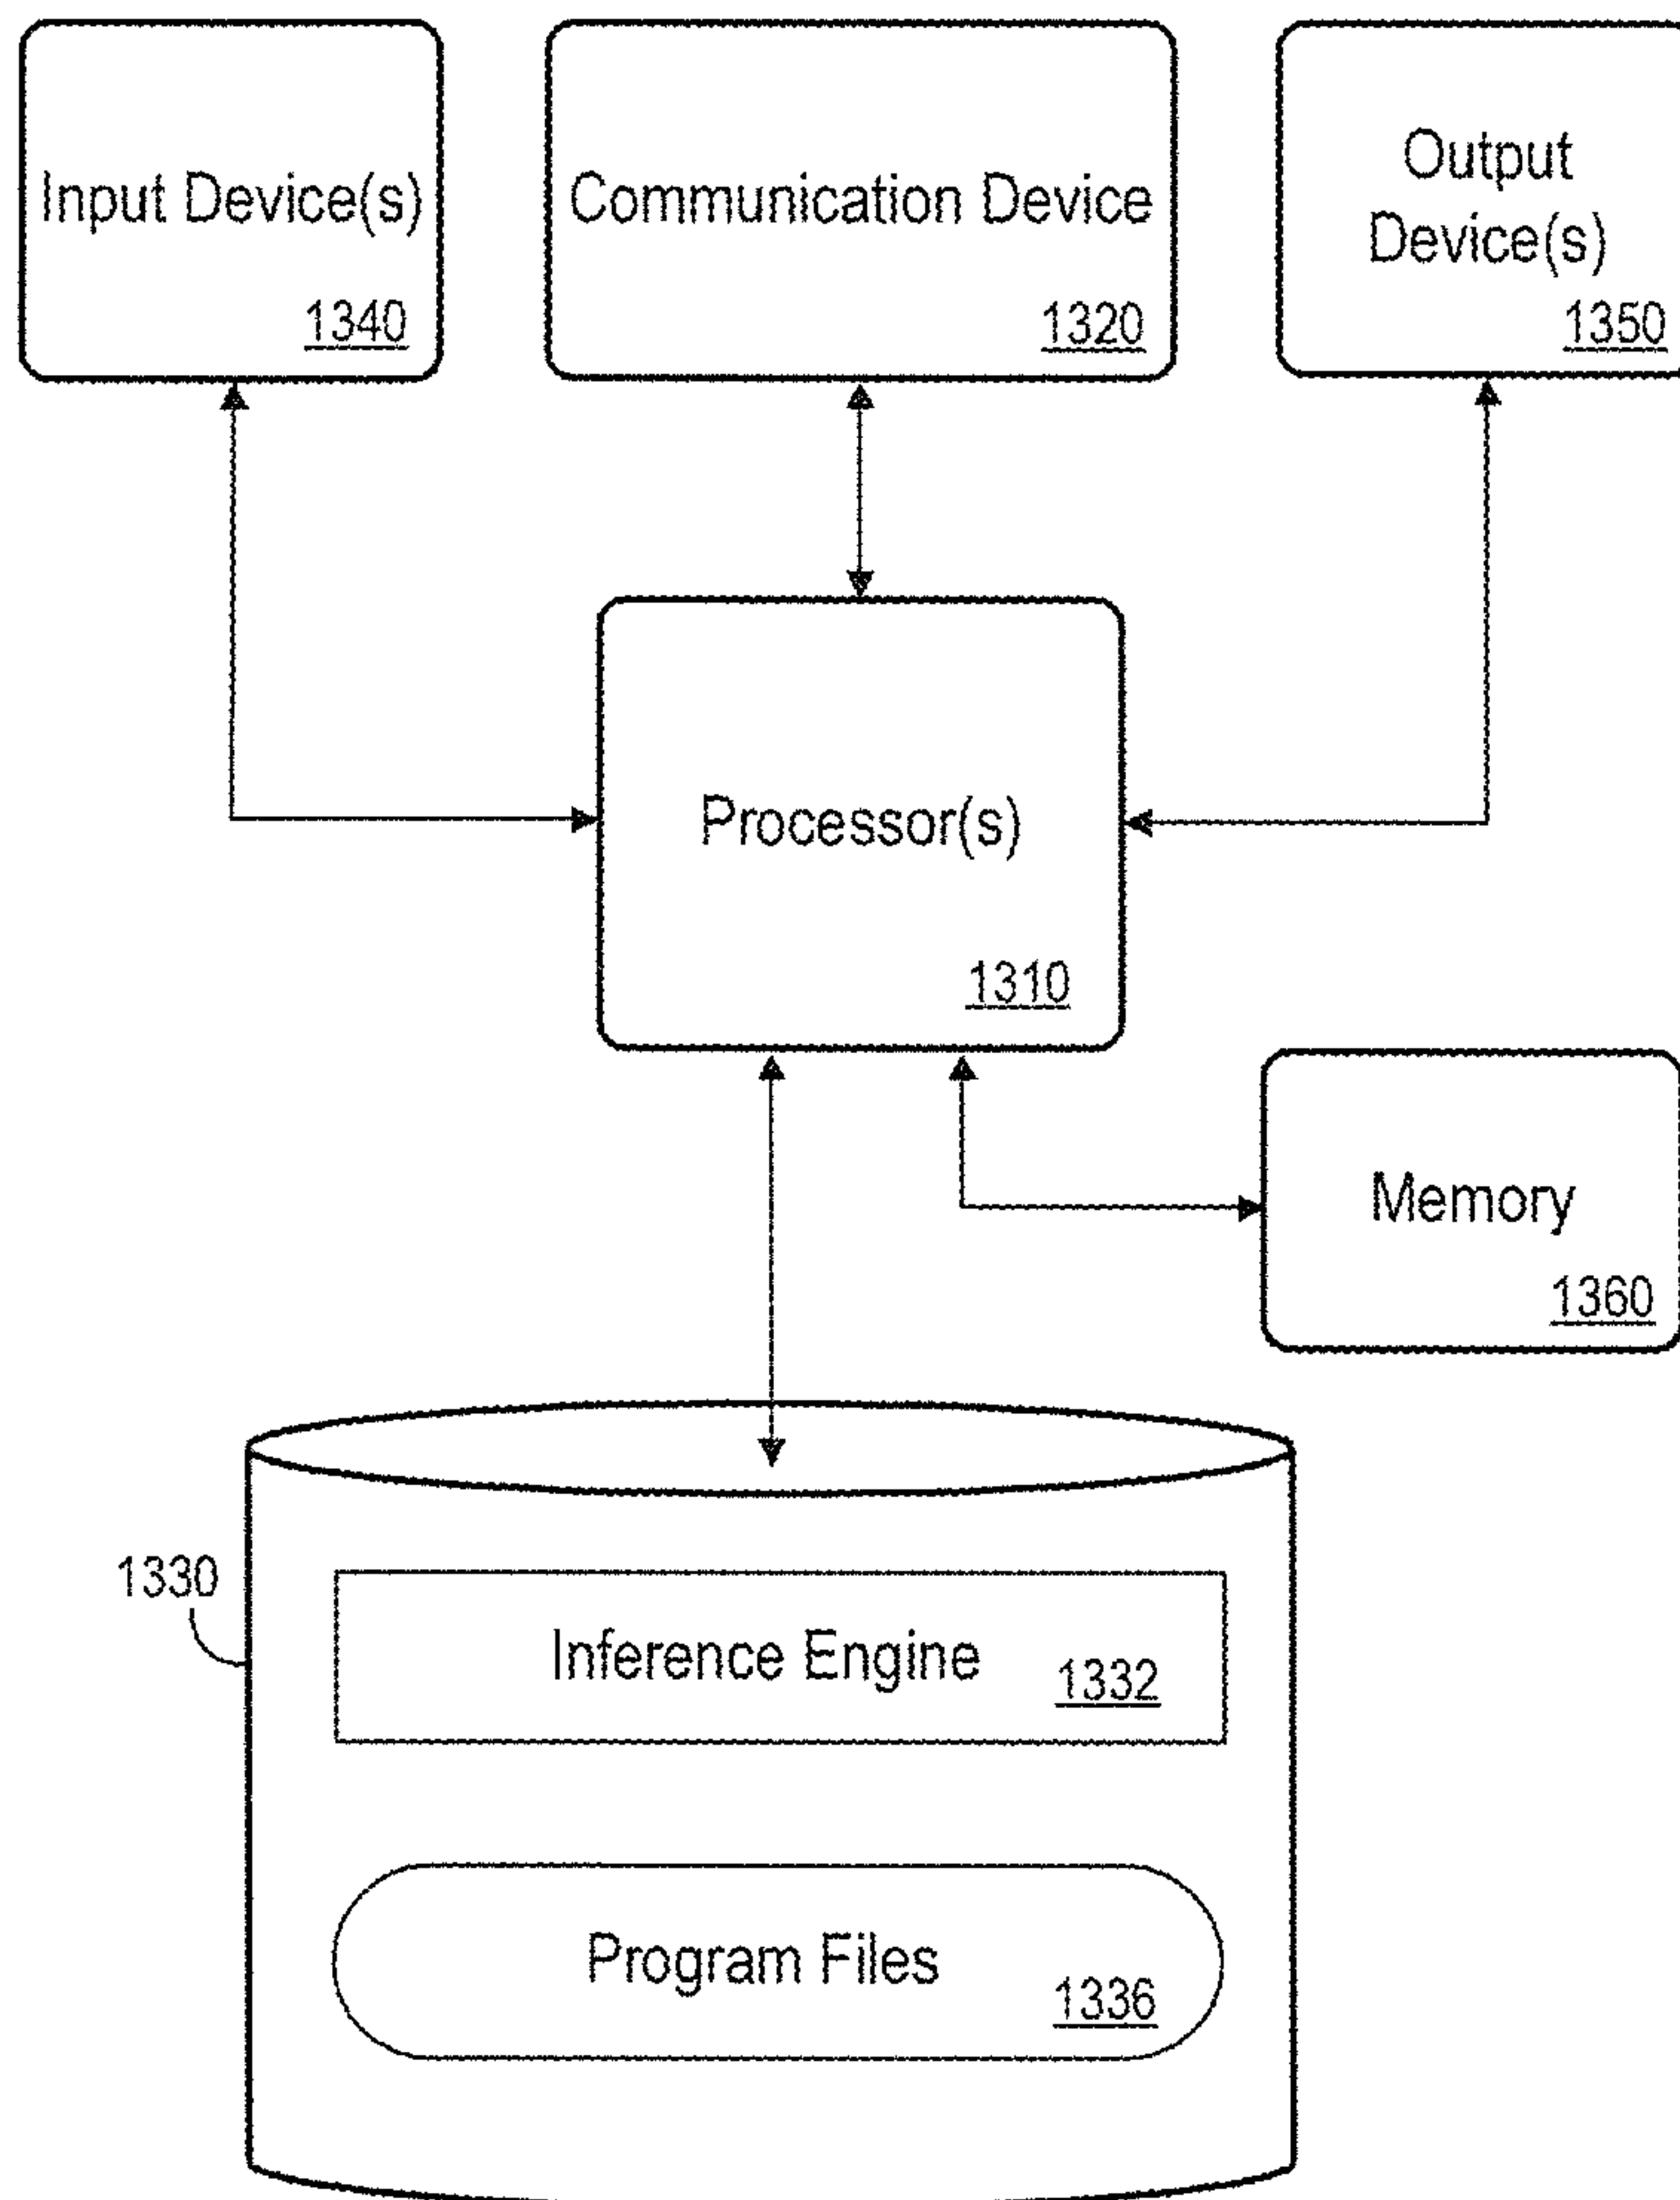 Input Device(s)
1340
Communication Device
1320
Output
Device(s)
1350
Processor(s)
1310
Memory
1360
1330
Inference Engine
1332
Program Files
1336